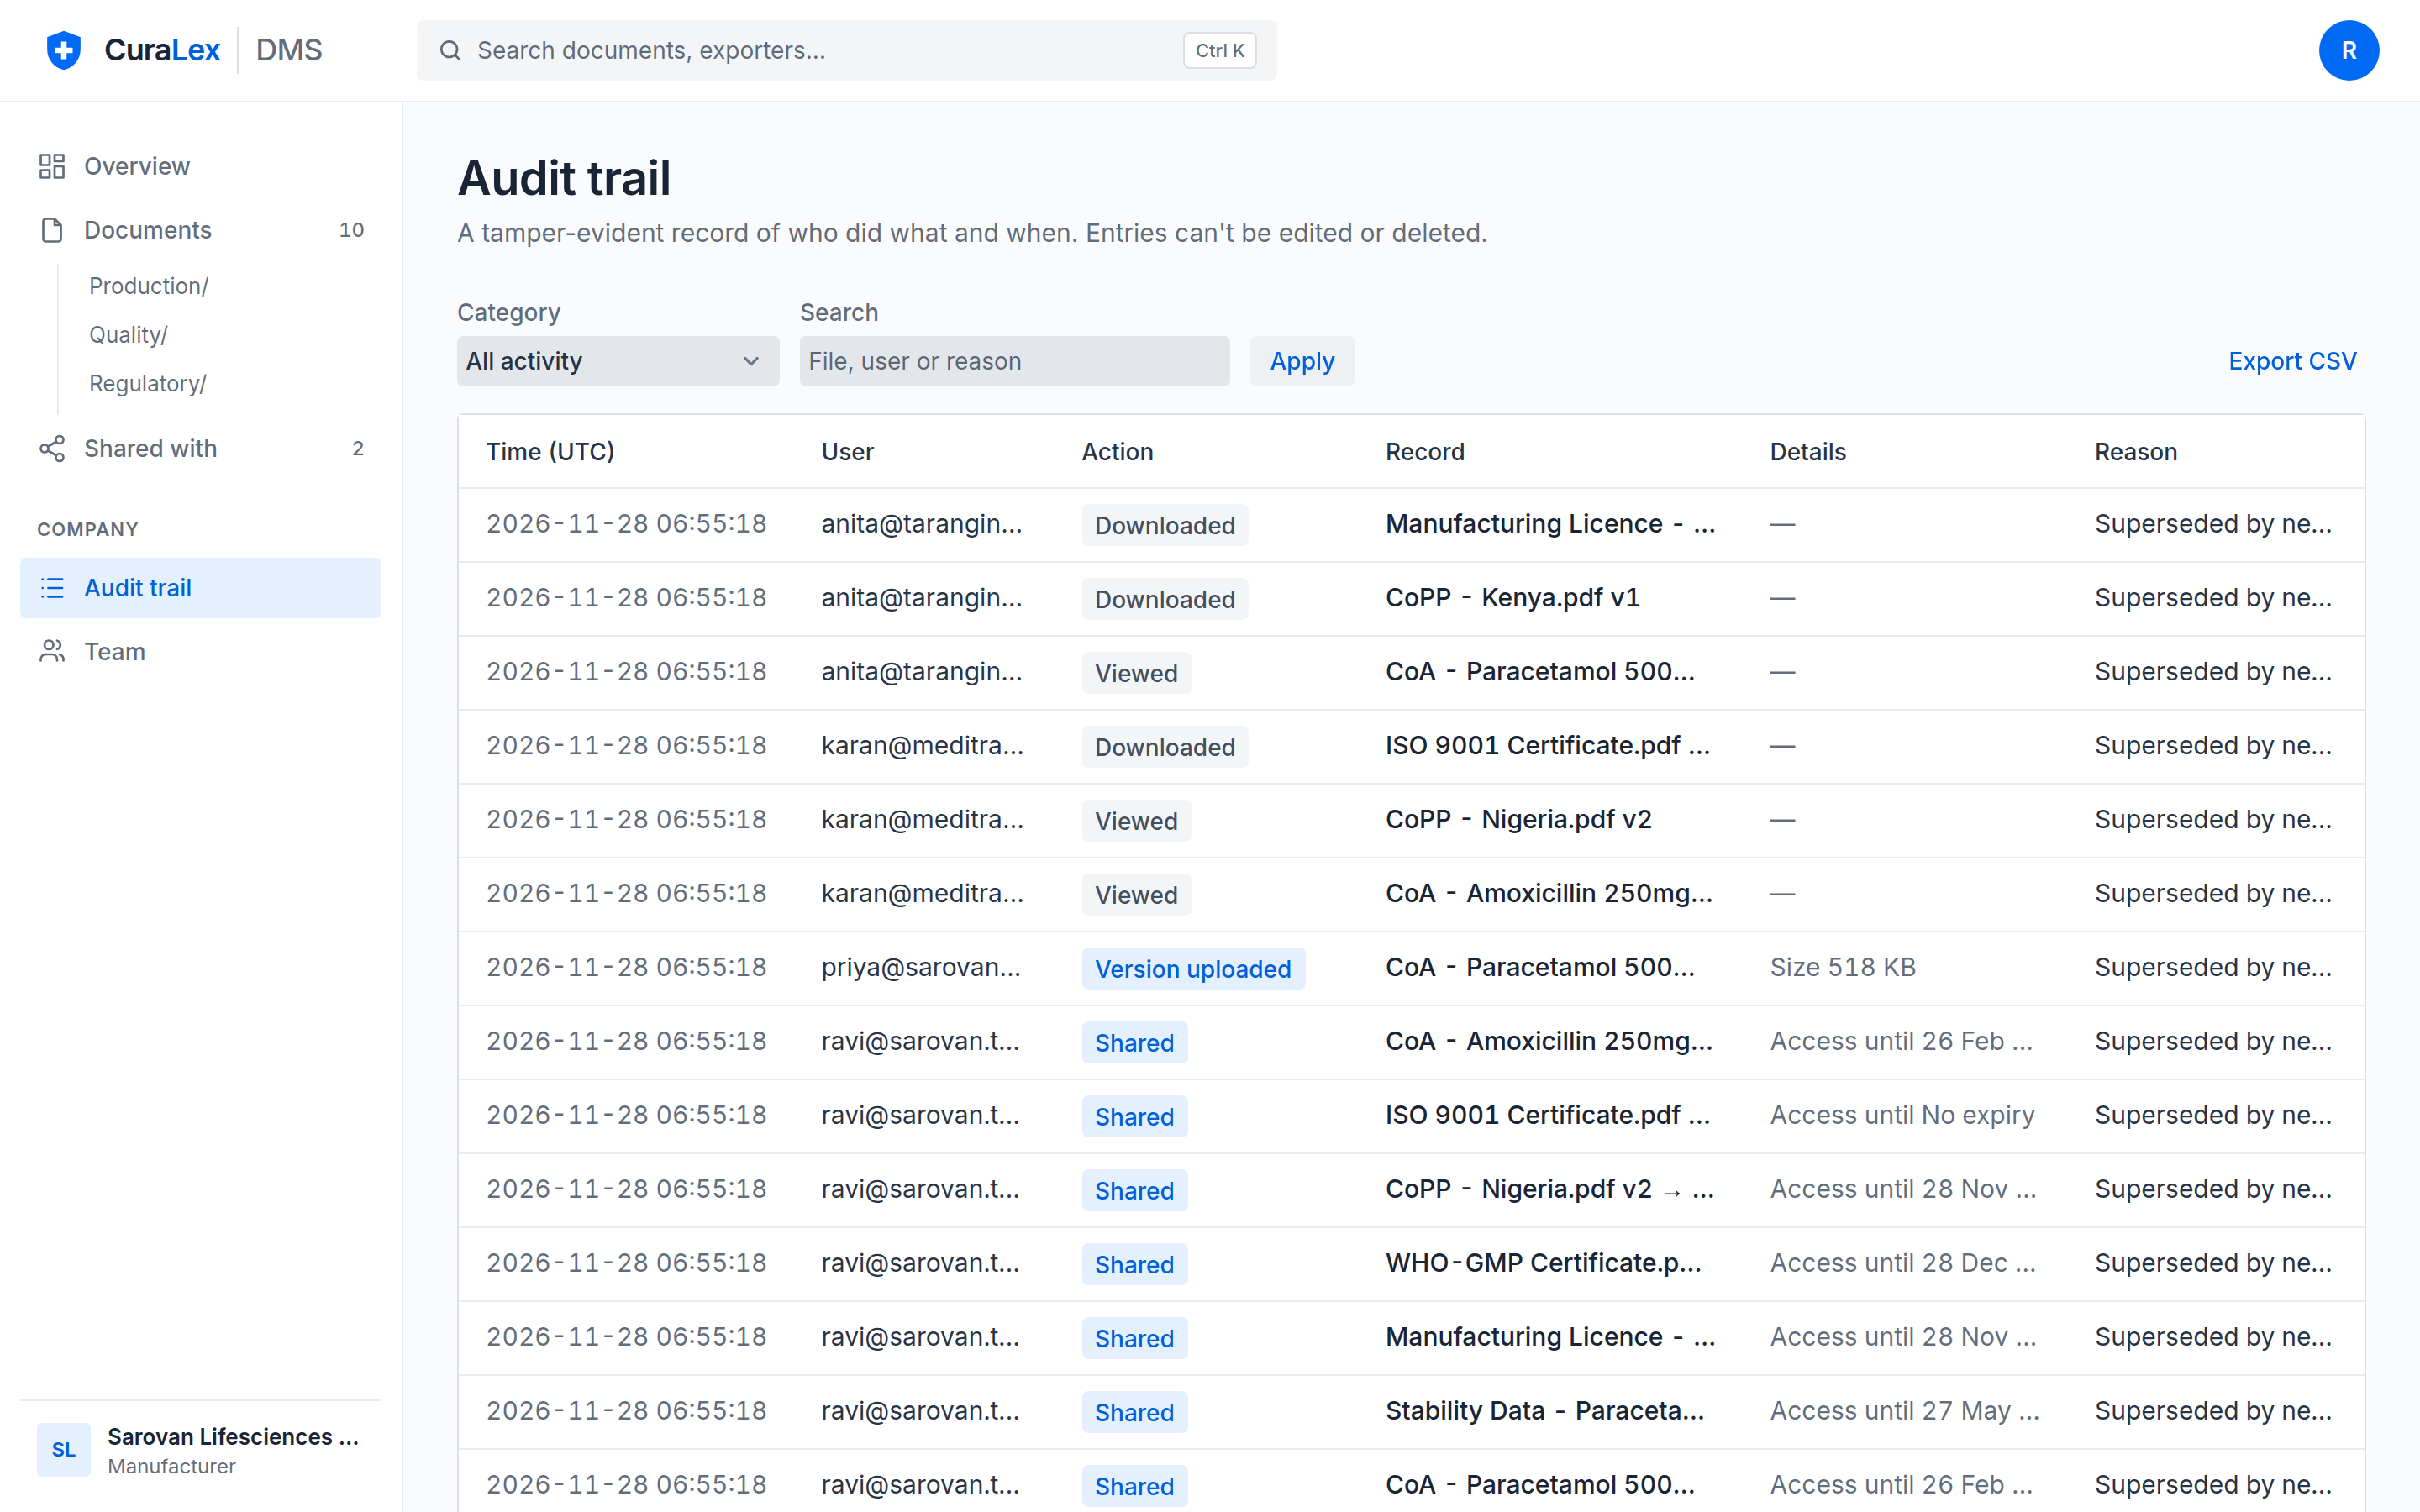 CuraLex DMS
Search documents, exporters... Ctrl K
R
Overview
Documents 10
Production/
Quality/
Regulatory/
Shared with 2
COMPANY
Audit trail
Team
SL
Sarovan Lifesciences ...
Manufacturer
Audit trail
A tamper-evident record of who did what and when. Entries can't be edited or deleted.
Category Search
All activity File, user or reason Apply Export CSV
Time (UTC) User Action Record Details Reason
2026-11-28 06:55:18 anita@tarangin... Downloaded Manufacturing Licence - ... — Superseded by ne...
2026-11-28 06:55:18 anita@tarangin... Downloaded CoPP - Kenya.pdf v1 — Superseded by ne...
2026-11-28 06:55:18 anita@tarangin... Viewed CoA - Paracetamol 500... — Superseded by ne...
2026-11-28 06:55:18 karan@meditra... Downloaded ISO 9001 Certificate.pdf ... — Superseded by ne...
2026-11-28 06:55:18 karan@meditra... Viewed CoPP - Nigeria.pdf v2 — Superseded by ne...
2026-11-28 06:55:18 karan@meditra... Viewed CoA - Amoxicillin 250mg... — Superseded by ne...
2026-11-28 06:55:18 priya@sarovan... Version uploaded CoA - Paracetamol 500... Size 518 KB Superseded by ne...
2026-11-28 06:55:18 ravi@sarovan.t... Shared CoA - Amoxicillin 250mg... Access until 26 Feb ... Superseded by ne...
2026-11-28 06:55:18 ravi@sarovan.t... Shared ISO 9001 Certificate.pdf ... Access until No expiry Superseded by ne...
2026-11-28 06:55:18 ravi@sarovan.t... Shared CoPP - Nigeria.pdf v2 → ... Access until 28 Nov ... Superseded by ne...
2026-11-28 06:55:18 ravi@sarovan.t... Shared WHO-GMP Certificate.p... Access until 28 Dec ... Superseded by ne...
2026-11-28 06:55:18 ravi@sarovan.t... Shared Manufacturing Licence - ... Access until 28 Nov ... Superseded by ne...
2026-11-28 06:55:18 ravi@sarovan.t... Shared Stability Data - Paraceta... Access until 27 May ... Superseded by ne...
2026-11-28 06:55:18 ravi@sarovan.t... Shared CoA - Paracetamol 500... Access until 26 Feb ... Superseded by ne...